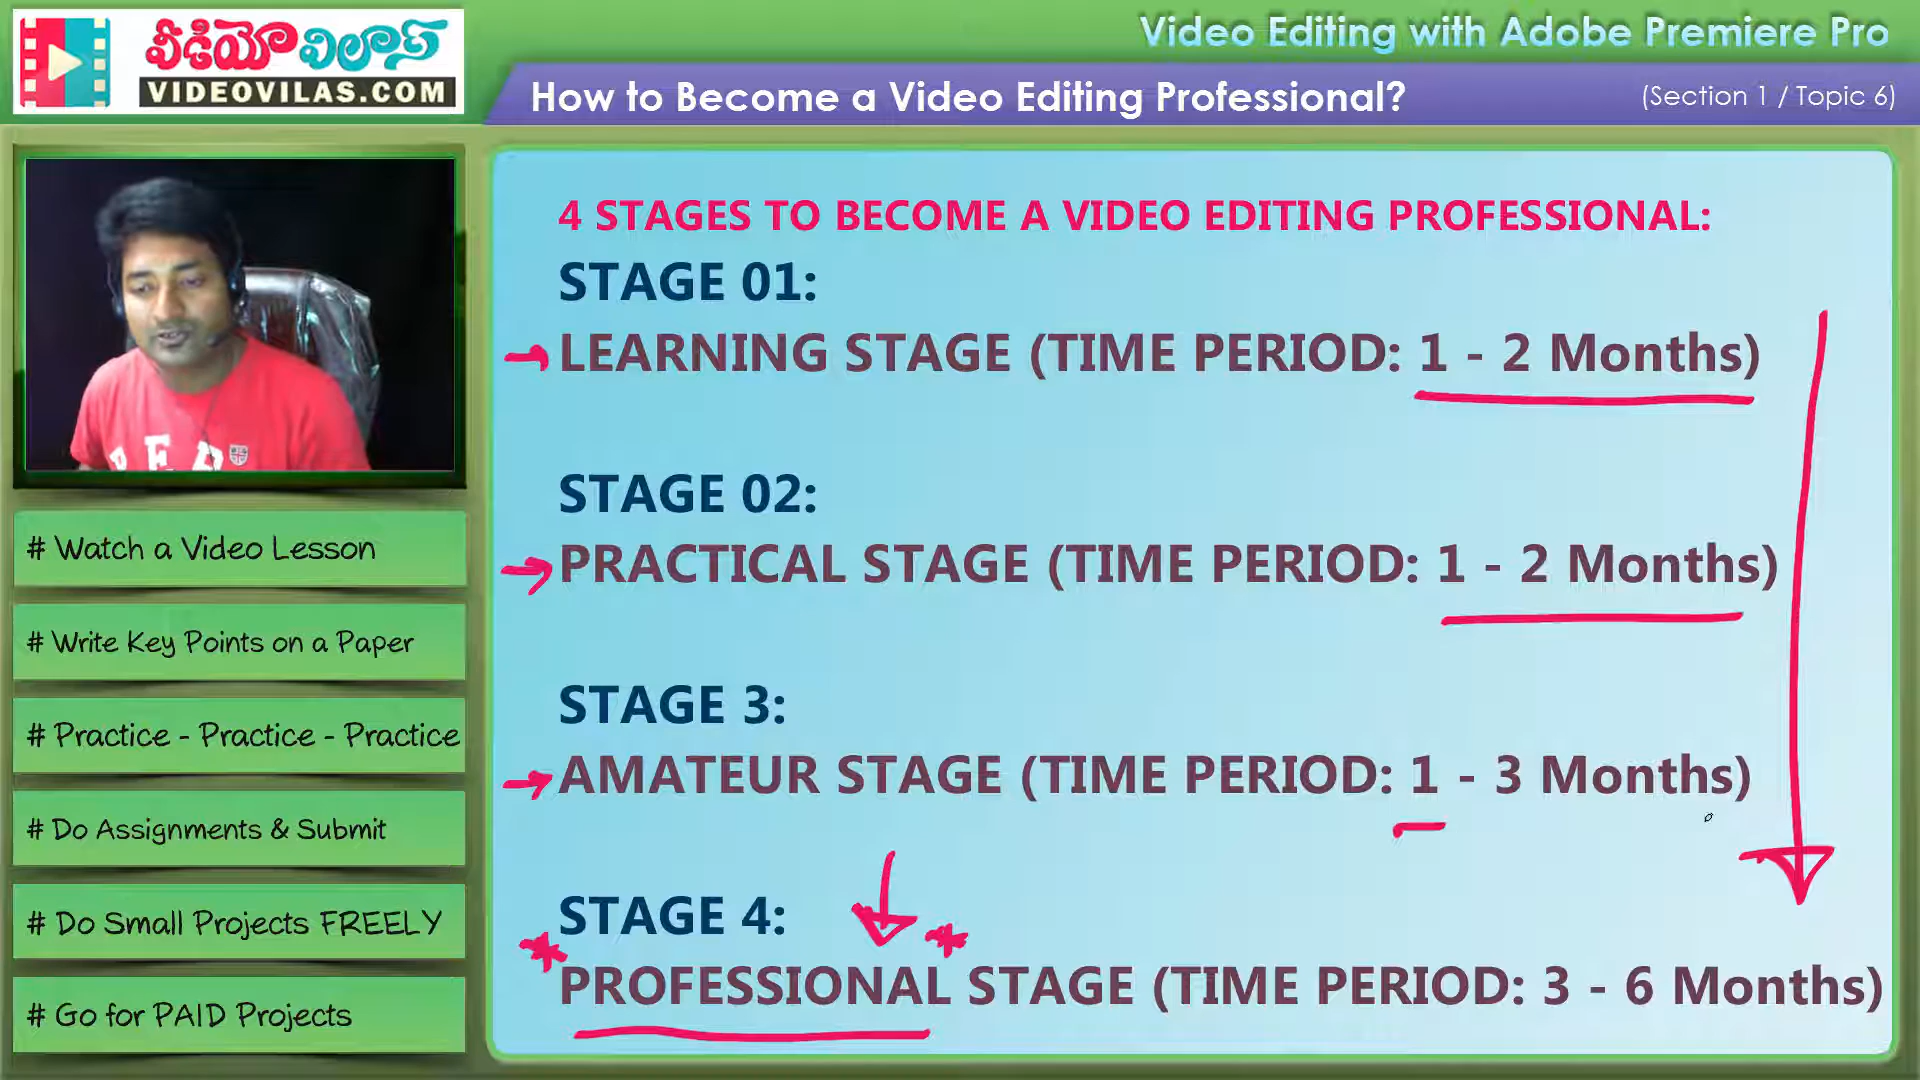 వీడియో విలాస్
VIDEOVILAS.COM
Video Editing with Adobe Premiere Pro
How to Become a Video Editing Professional?
(Section 1 / Topic 6)
# Watch a Video Lesson
# Write Key Points on a Paper
# Practice - Practice - Practice
# Do Assignments & Submit
# Do Small Projects FREELY
# Go for PAID Projects
4 STAGES TO BECOME A VIDEO EDITING PROFESSIONAL:
STAGE 01:
LEARNING STAGE (TIME PERIOD: 1 - 2 Months)
STAGE 02:
PRACTICAL STAGE (TIME PERIOD: 1 - 2 Months)
STAGE 3:
AMATEUR STAGE (TIME PERIOD: 1 - 3 Months)
STAGE 4:
PROFESSIONAL STAGE (TIME PERIOD: 3 - 6 Months)